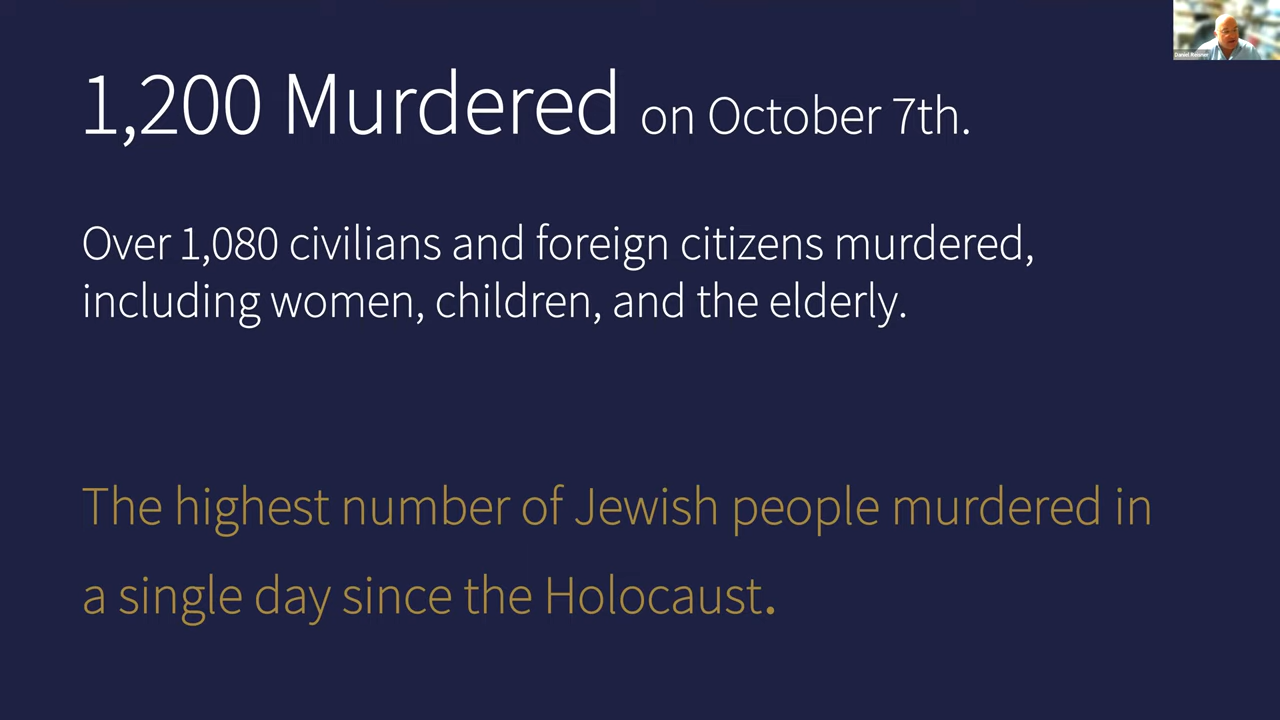 1,200 Murdered on October 7th.
Over 1,080 civilians and foreign citizens murdered,
including women, children, and the elderly.
The highest number of Jewish people murdered in
a single day since the Holocaust.
Daniel